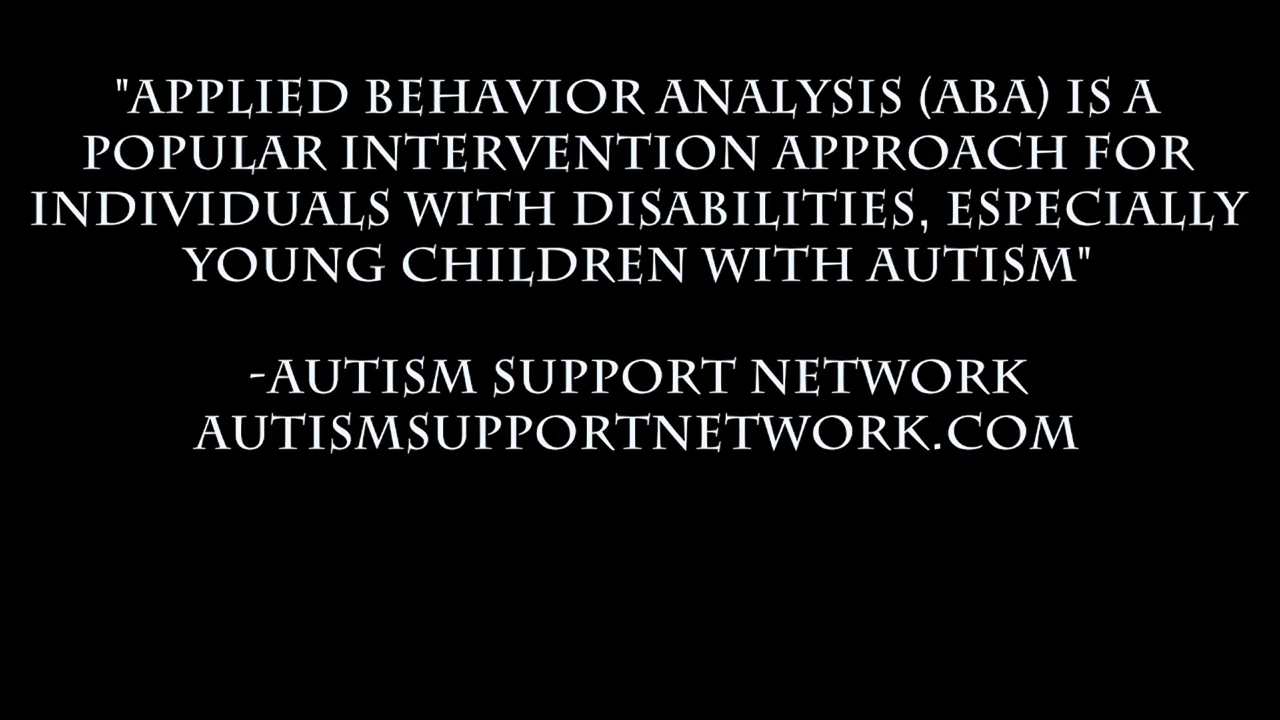 "APPLIED BEHAVIOR ANALYSIS (ABA) IS A
POPULAR INTERVENTION APPROACH FOR
INDIVIDUALS WITH DISABILITIES, ESPECIALLY
YOUNG CHILDREN WITH AUTISM"
-AUTISM SUPPORT NETWORK
AUTISMSUPPORTNETWORK.COM